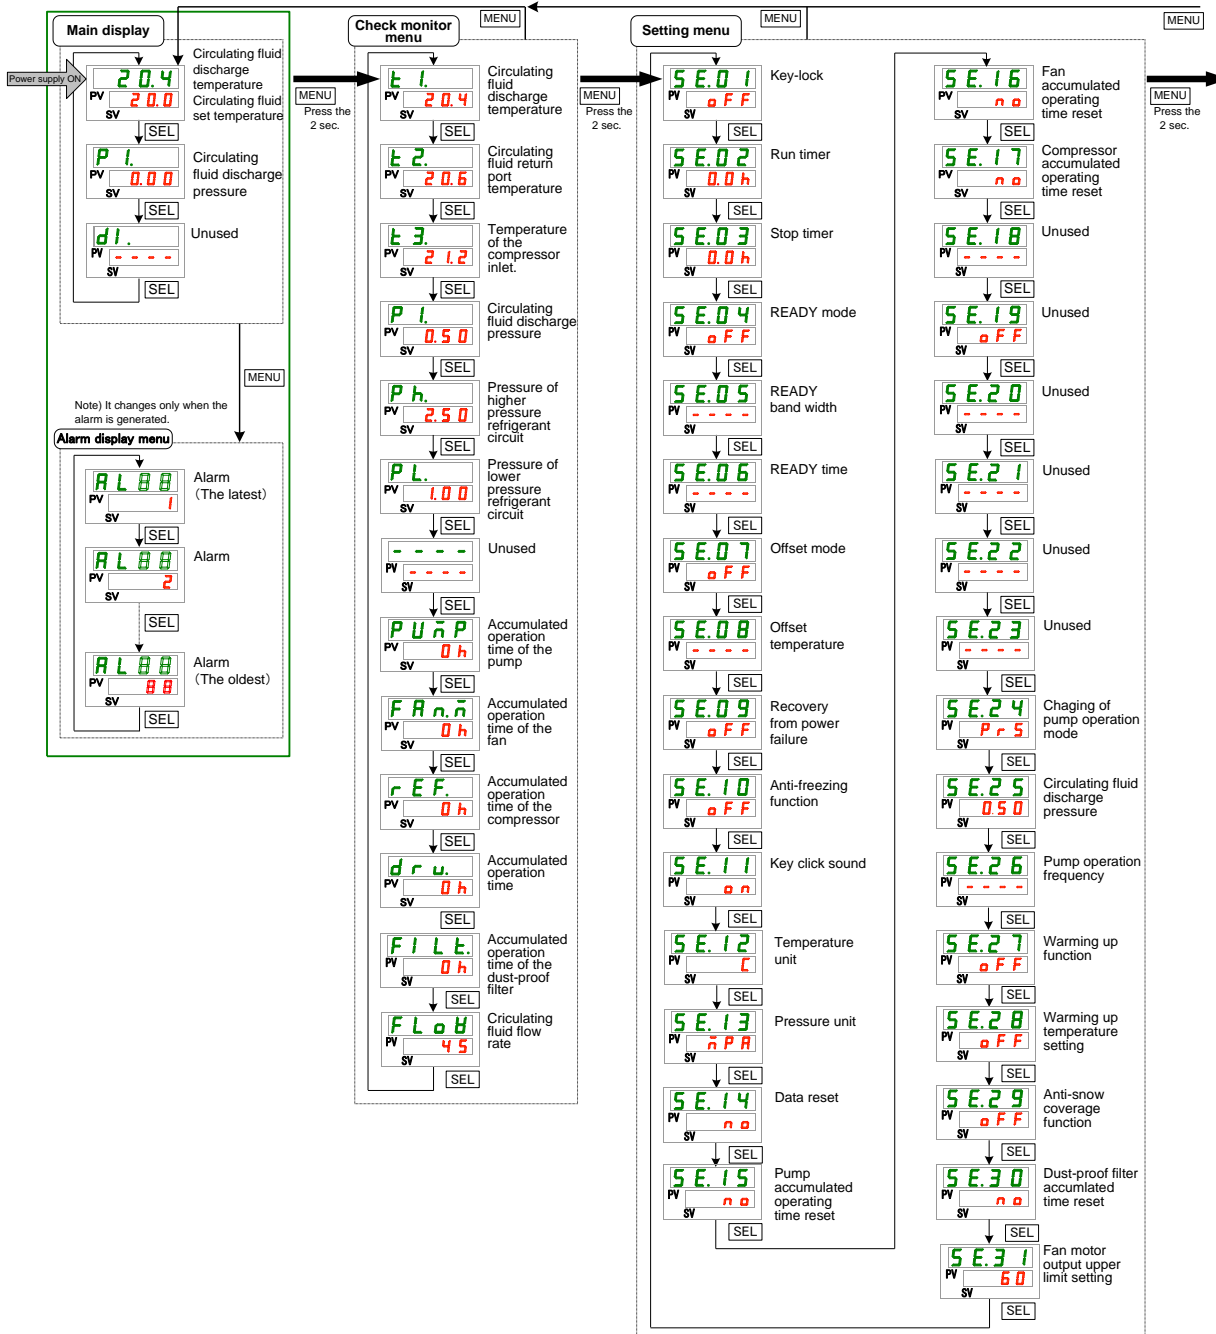 MENU
MENU
MENU
Main display
Power supply ON
20.4
PV
20.0
SV
Circulating fluid
discharge
temperature
Circulating fluid
set temperature
SEL
P 1.
PV
0.00
SV
Circulating
fluid discharge
pressure
SEL
dl.
PV
- - - -
SV
Unused
SEL
MENU
Note) It changes only when the
alarm is generated.
Alarm display menu
AL88
PV
1
SV
Alarm
(The latest)
SEL
AL88
PV
2
SV
Alarm
SEL
AL88
PV
88
SV
Alarm
(The oldest)
SEL
MENU
Press the
2 sec.
Check monitor
menu
t 1.
PV
20.4
SV
Circulating
fluid
discharge
temperature
SEL
t 2.
PV
20.6
SV
Circulating
fluid return
port
temperature
SEL
t 3.
PV
21.2
SV
Temperature
of the
compressor
inlet.
SEL
P 1.
PV
0.50
SV
Circulating
fluid discharge
pressure
SEL
Ph.
PV
2.50
SV
Pressure of
higher
pressure
refrigerant
circuit
SEL
PL.
PV
1.00
SV
Pressure of
lower
pressure
refrigerant
circuit
SEL
- - - -
PV
- - - -
SV
Unused
SEL
PUmP
PV
0h
SV
Accumulated
operation
time of the
pump
SEL
FAn.m
PV
0h
SV
Accumulated
operation
time of the
fan
SEL
rEF.
PV
0h
SV
Accumulated
operation
time of the
compressor
SEL
dru.
PV
0h
SV
Accumulated
operation
time
SEL
FILt.
PV
0h
SV
Accumulated
operation
time of the
dust-proof
filter
SEL
FLoW
PV
45
SV
Criculating
fluid flow
rate
SEL
MENU
Press the
2 sec.
Setting menu
SE.01
PV
oFF
SV
Key-lock
SEL
SE.02
PV
0.0h
SV
Run timer
SEL
SE.03
PV
0.0h
SV
Stop timer
SEL
SE.04
PV
oFF
SV
READY mode
SEL
SE.05
PV
- - - -
SV
READY
band width
SEL
SE.06
PV
- - - -
SV
READY time
SEL
SE.07
PV
oFF
SV
Offset mode
SEL
SE.08
PV
- - - -
SV
Offset
temperature
SEL
SE.09
PV
oFF
SV
Recovery
from power
failure
SEL
SE.10
PV
oFF
SV
Anti-freezing
function
SEL
SE.11
PV
on
SV
Key click sound
SEL
SE.12
PV
C
SV
Temperature
unit
SEL
SE.13
PV
mPA
SV
Pressure unit
SEL
SE.14
PV
no
SV
Data reset
SEL
SE.15
PV
no
SV
Pump
accumulated
operating
time reset
SEL
SE.16
PV
no
SV
Fan
accumulated
operating
time reset
SEL
SE.17
PV
no
SV
Compressor
accumulated
operating
time reset
SEL
SE.18
PV
- - - -
SV
Unused
SEL
SE.19
PV
oFF
SV
Unused
SEL
SE.20
PV
- - - -
SV
Unused
SEL
SE.21
PV
- - - -
SV
Unused
SEL
SE.22
PV
- - - -
SV
Unused
SEL
SE.23
PV
- - - -
SV
Unused
SEL
SE.24
PV
PrS
SV
Chaging of
pump operation
mode
SEL
SE.25
PV
0.50
SV
Circulating fluid
discharge
pressure
SEL
SE.26
PV
- - - -
SV
Pump operation
frequency
SEL
SE.27
PV
oFF
SV
Warming up
function
SEL
SE.28
PV
oFF
SV
Warming up
temperature
setting
SEL
SE.29
PV
oFF
SV
Anti-snow
coverage
function
SEL
SE.30
PV
no
SV
Dust-proof filter
accumlated
time reset
SEL
SE.31
PV
60
SV
Fan motor
output upper
limit setting
SEL
MENU
Press the
2 sec.